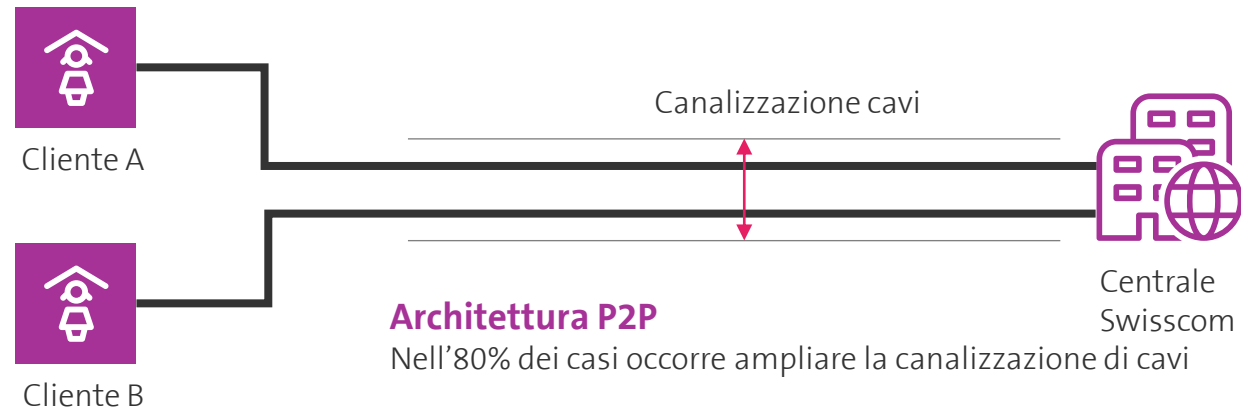 Canalizzazione cavi
Cliente A
Centrale
Swisscom
Architettura P2P
Nell’80% dei casi occorre ampliare la canalizzazione di cavi
Cliente B